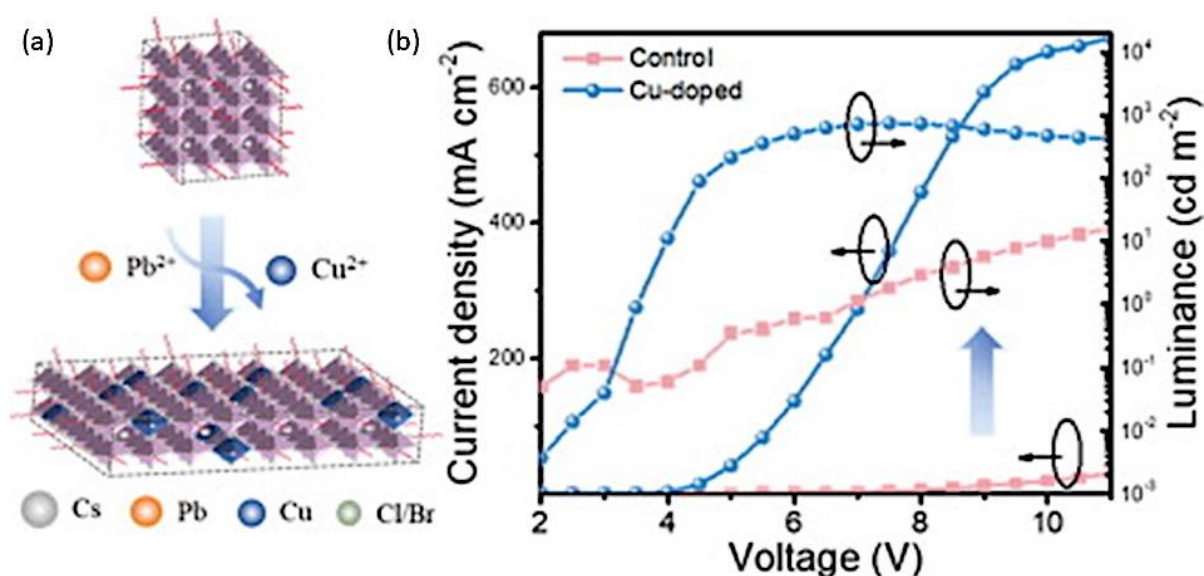 (a)
Pb²⁺
Cu²⁺
Cs
Pb
Cu
Cl/Br
(b)
Control
Cu-doped
Current density (mA cm⁻²)
600
400
200
2
4
6
8
10
Voltage (V)
10⁴
10³
10²
10¹
10⁰
10⁻¹
10⁻²
10⁻³
Luminance (cd m⁻²)